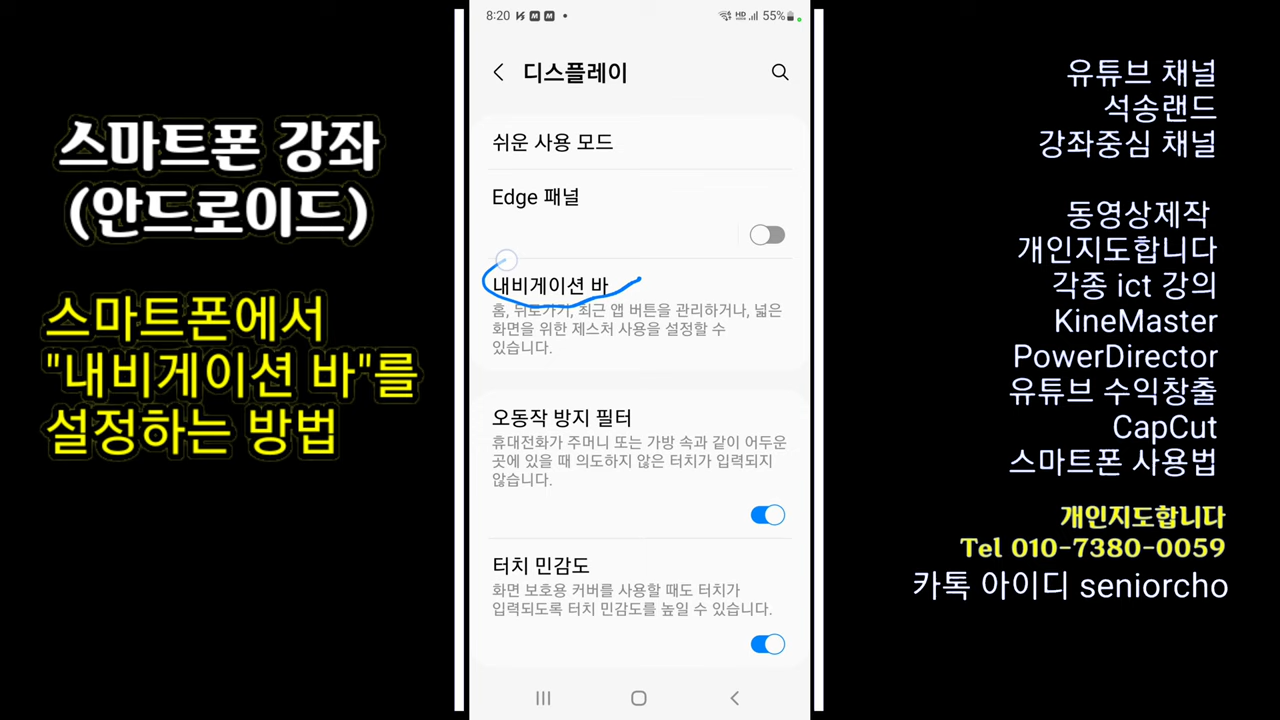 스마트폰 강좌
(안드로이드)
스마트폰에서
"내비게이션 바"를
설정하는 방법
8:20
HD
55%
디스플레이
쉬운 사용 모드
Edge 패널
내비게이션 바
홈, 뒤로가기, 최근 앱 버튼을 관리하거나, 넓은
화면을 위한 제스처 사용을 설정할 수
있습니다.
오동작 방지 필터
휴대전화가 주머니 또는 가방 속과 같이 어두운
곳에 있을 때 의도하지 않은 터치가 입력되지
않습니다.
터치 민감도
화면 보호용 커버를 사용할 때도 터치가
입력되도록 터치 민감도를 높일 수 있습니다.
유튜브 채널
석송랜드
강좌중심 채널
동영상제작
개인지도합니다
각종 ict 강의
KineMaster
PowerDirector
유튜브 수익창출
CapCut
스마트폰 사용법
개인지도합니다
Tel 010-7380-0059
카톡 아이디 seniorcho